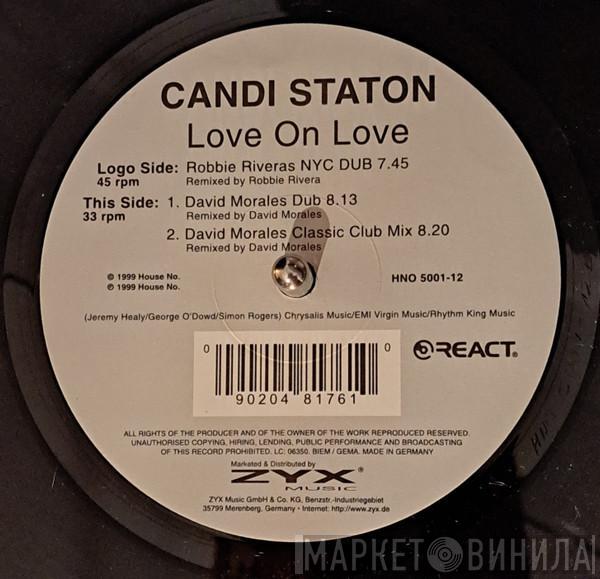 CANDI STATON
Love On Love
Logo Side: Robbie Riveras NYC DUB 7.45
45 rpm Remixed by Robbie Rivera
This Side: 1. David Morales Dub 8.13
33 rpm Remixed by David Morales
2. David Morales Classic Club Mix 8.20
Remixed by David Morales
© 1999 House No.
℗ 1999 House No.
HNO 5001-12
(Jeremy Healy/George O'Dowd/Simon Rogers) Chrysalis Music/EMI Virgin Music/Rhythm King Music
0 90204 81761 0
REACT®
ALL RIGHTS OF THE PRODUCER AND OF THE OWNER OF THE WORK REPRODUCED RESERVED.
UNAUTHORISED COPYING, HIRING, LENDING, PUBLIC PERFORMANCE AND BROADCASTING
OF THIS RECORD PROHIBITED. LC: 06350. BIEM / GEMA. MADE IN GERMANY
Marketed & Distributed by
ZYX®
MUSIC
ZYX Music GmbH & Co. KG, Benzstr.-Industriegebiet
35799 Merenberg, Germany • Internet: http://www.zyx.de
МАРКЕТ ВИНИЛА